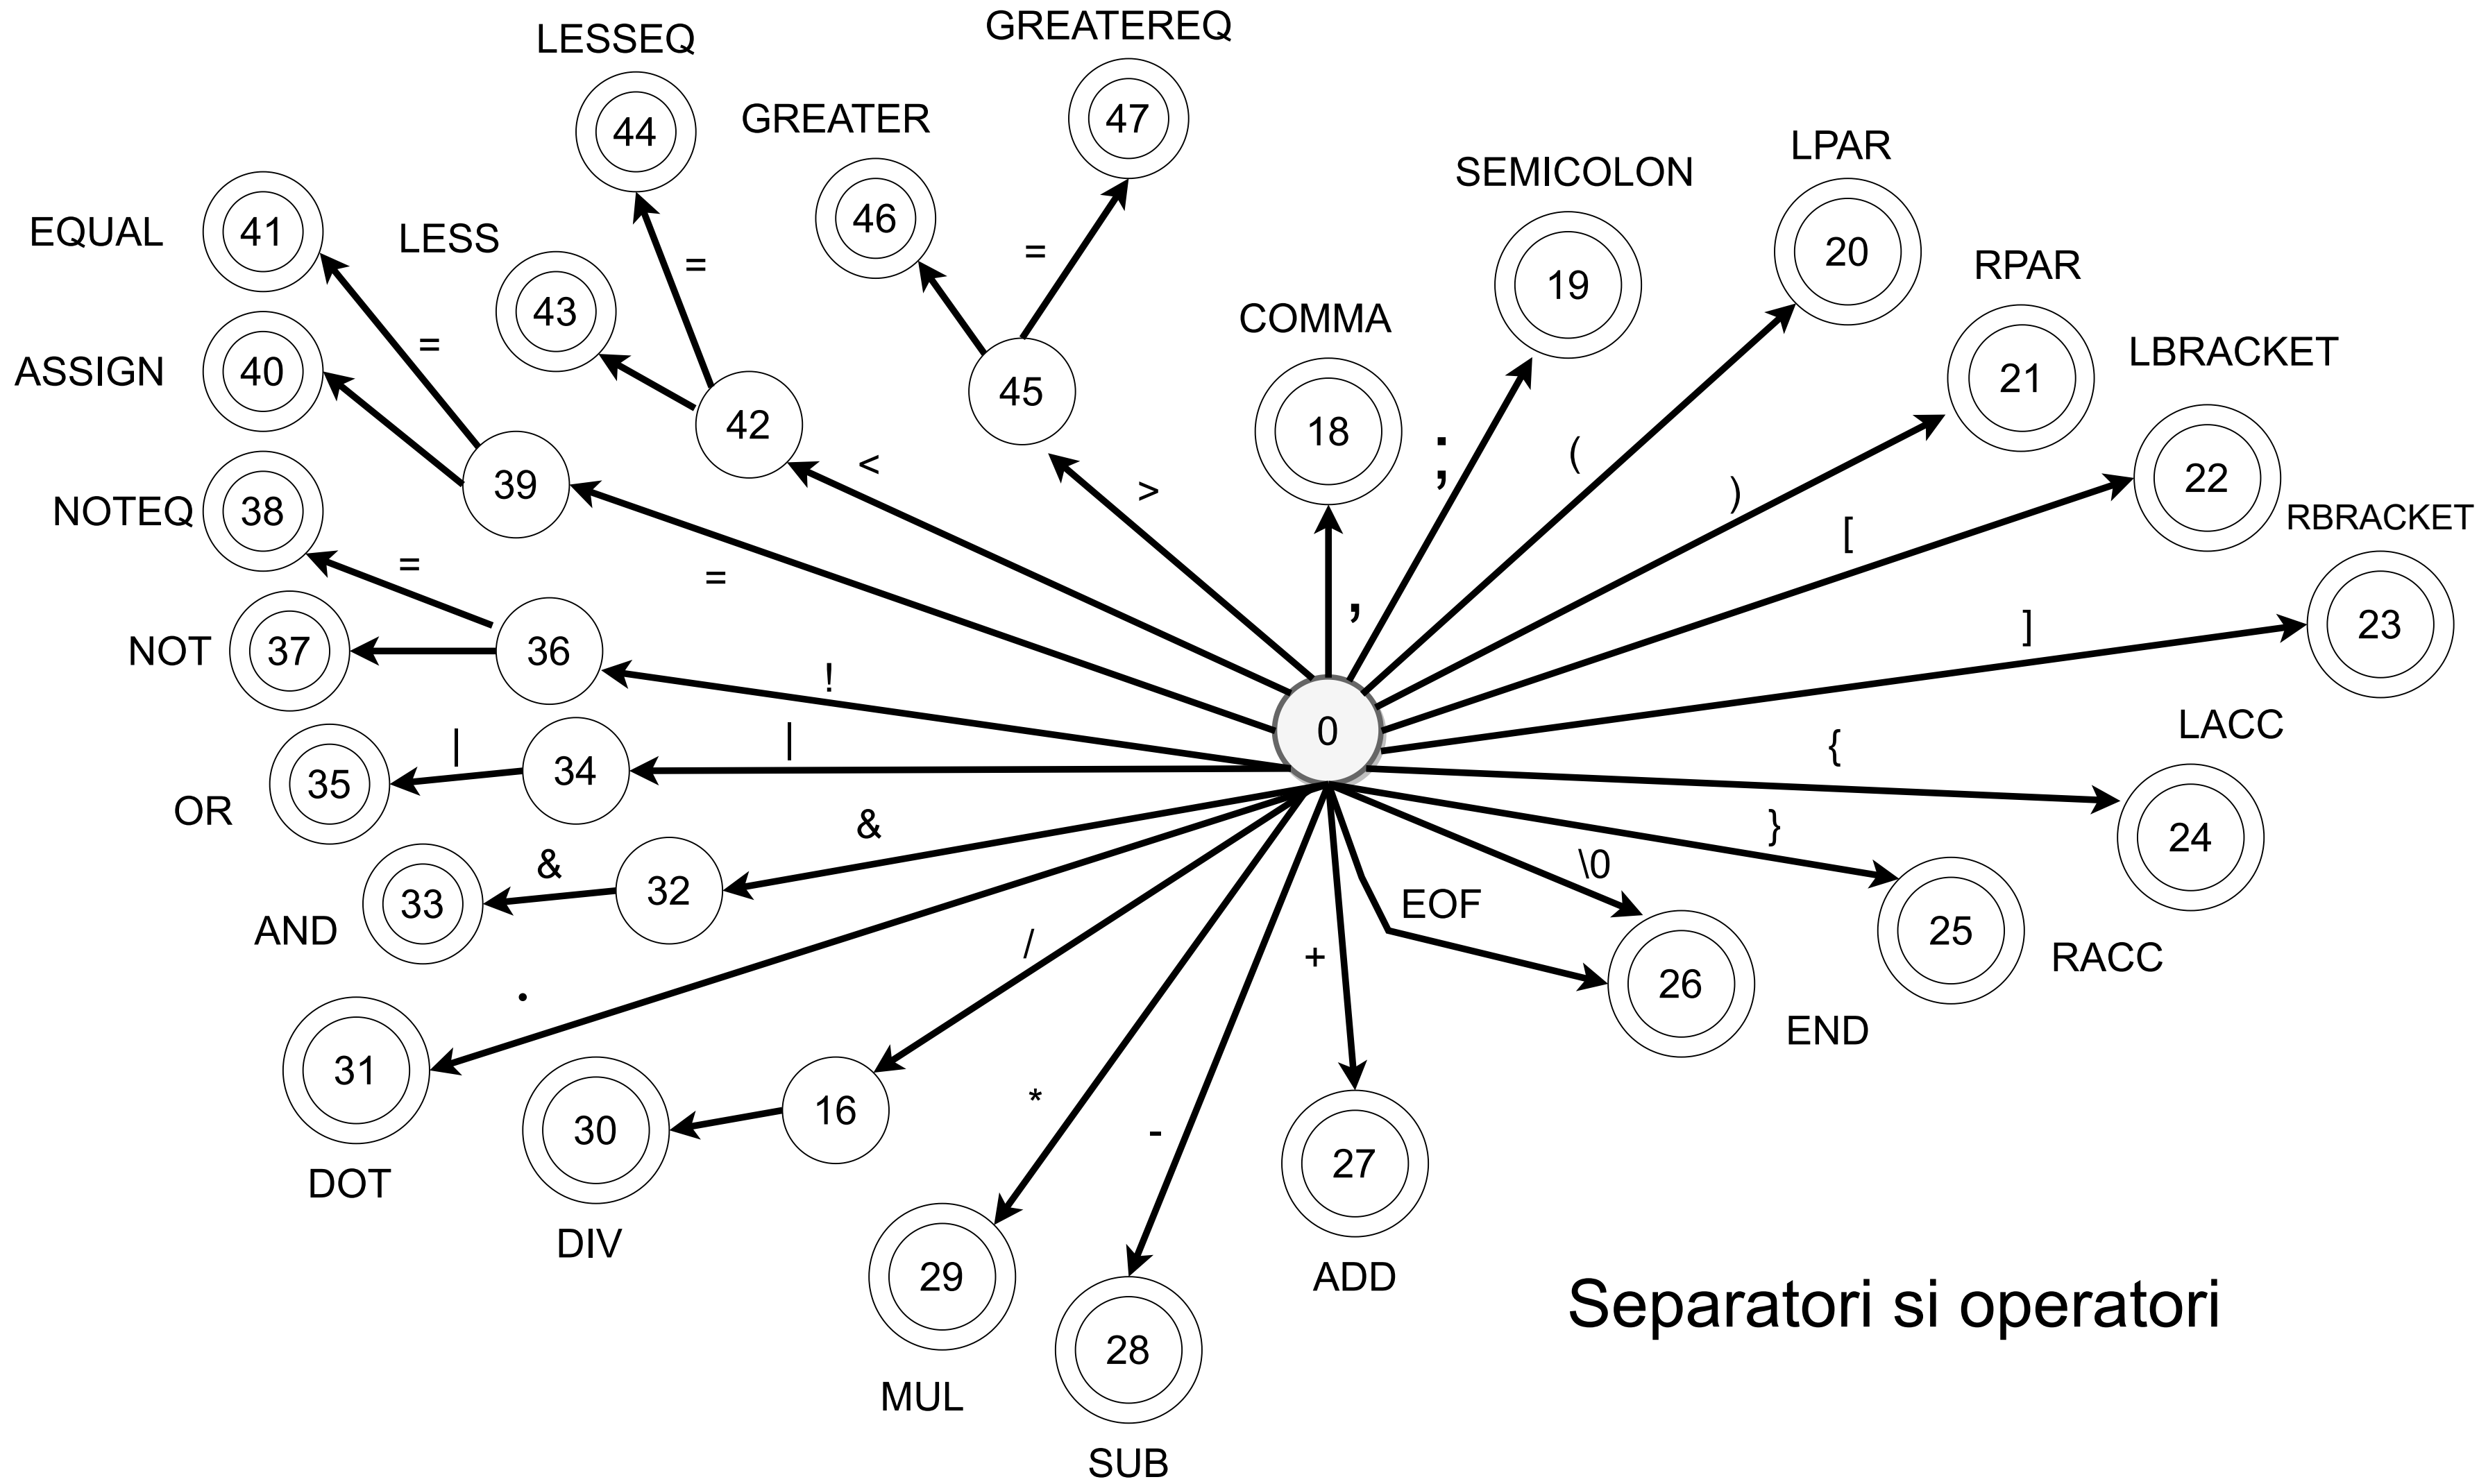 GREATEREQ
LESSEQ
47
GREATER
44
LPAR
SEMICOLON
46
EQUAL
41
LESS
=
=
20
RPAR
19
43
COMMA
=
ASSIGN
40
45
21
LBRACKET
42
18
;
(
<
>
)
22
NOTEQ
38
39
[
RBRACKET
=
=
,
]
23
NOT
37
36
!
0
LACC
|
|
{
OR
35
34
&
}
24
&
\0
AND
33
32
EOF
25
RACC
/
+
26
.
END
31
*
30
16
-
27
DOT
DIV
29
ADD
Separatori si operatori
28
MUL
SUB